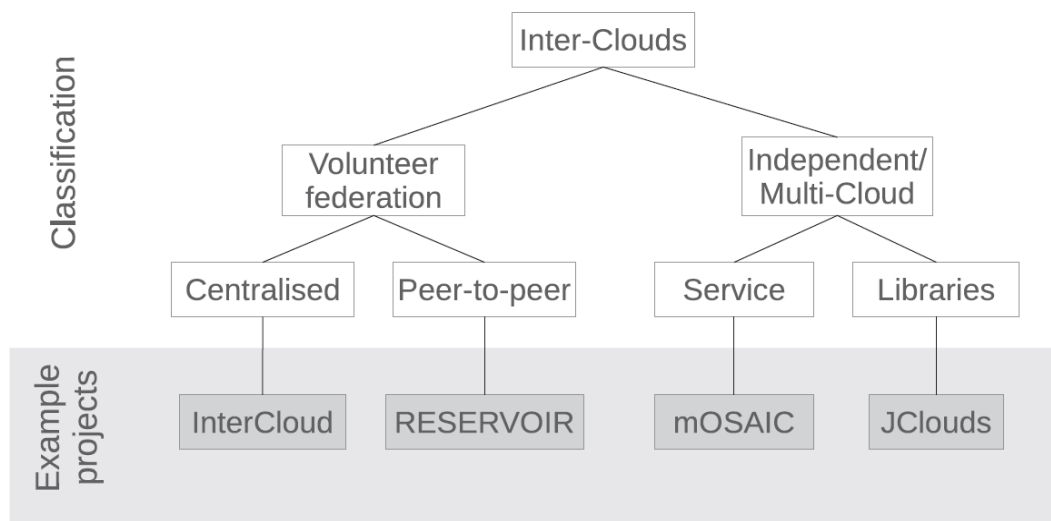 Classification
Inter-Clouds
Volunteer
federation
Independent/
Multi-Cloud
Centralised
Peer-to-peer
Service
Libraries
Example
projects
InterCloud
RESERVOIR
mOSAIC
JClouds